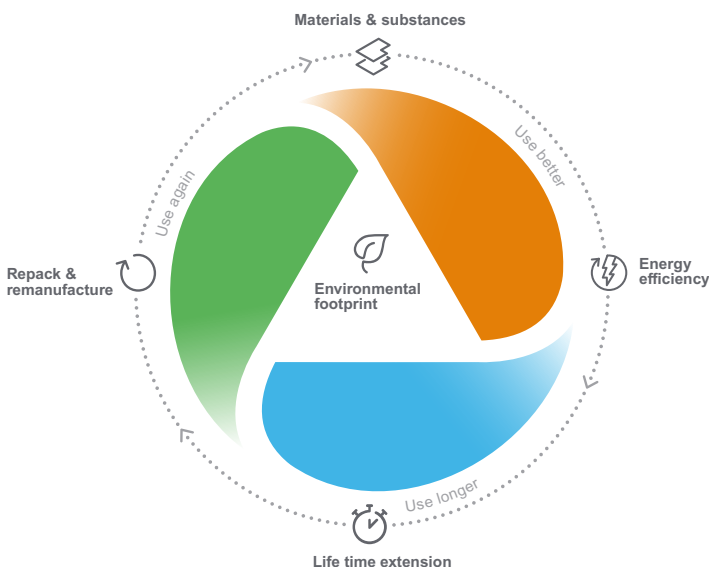 Materials & substances
Use better
Use again
Energy
efficiency
Repack &
remanufacture
Environmental
footprint
Use longer
Life time extension